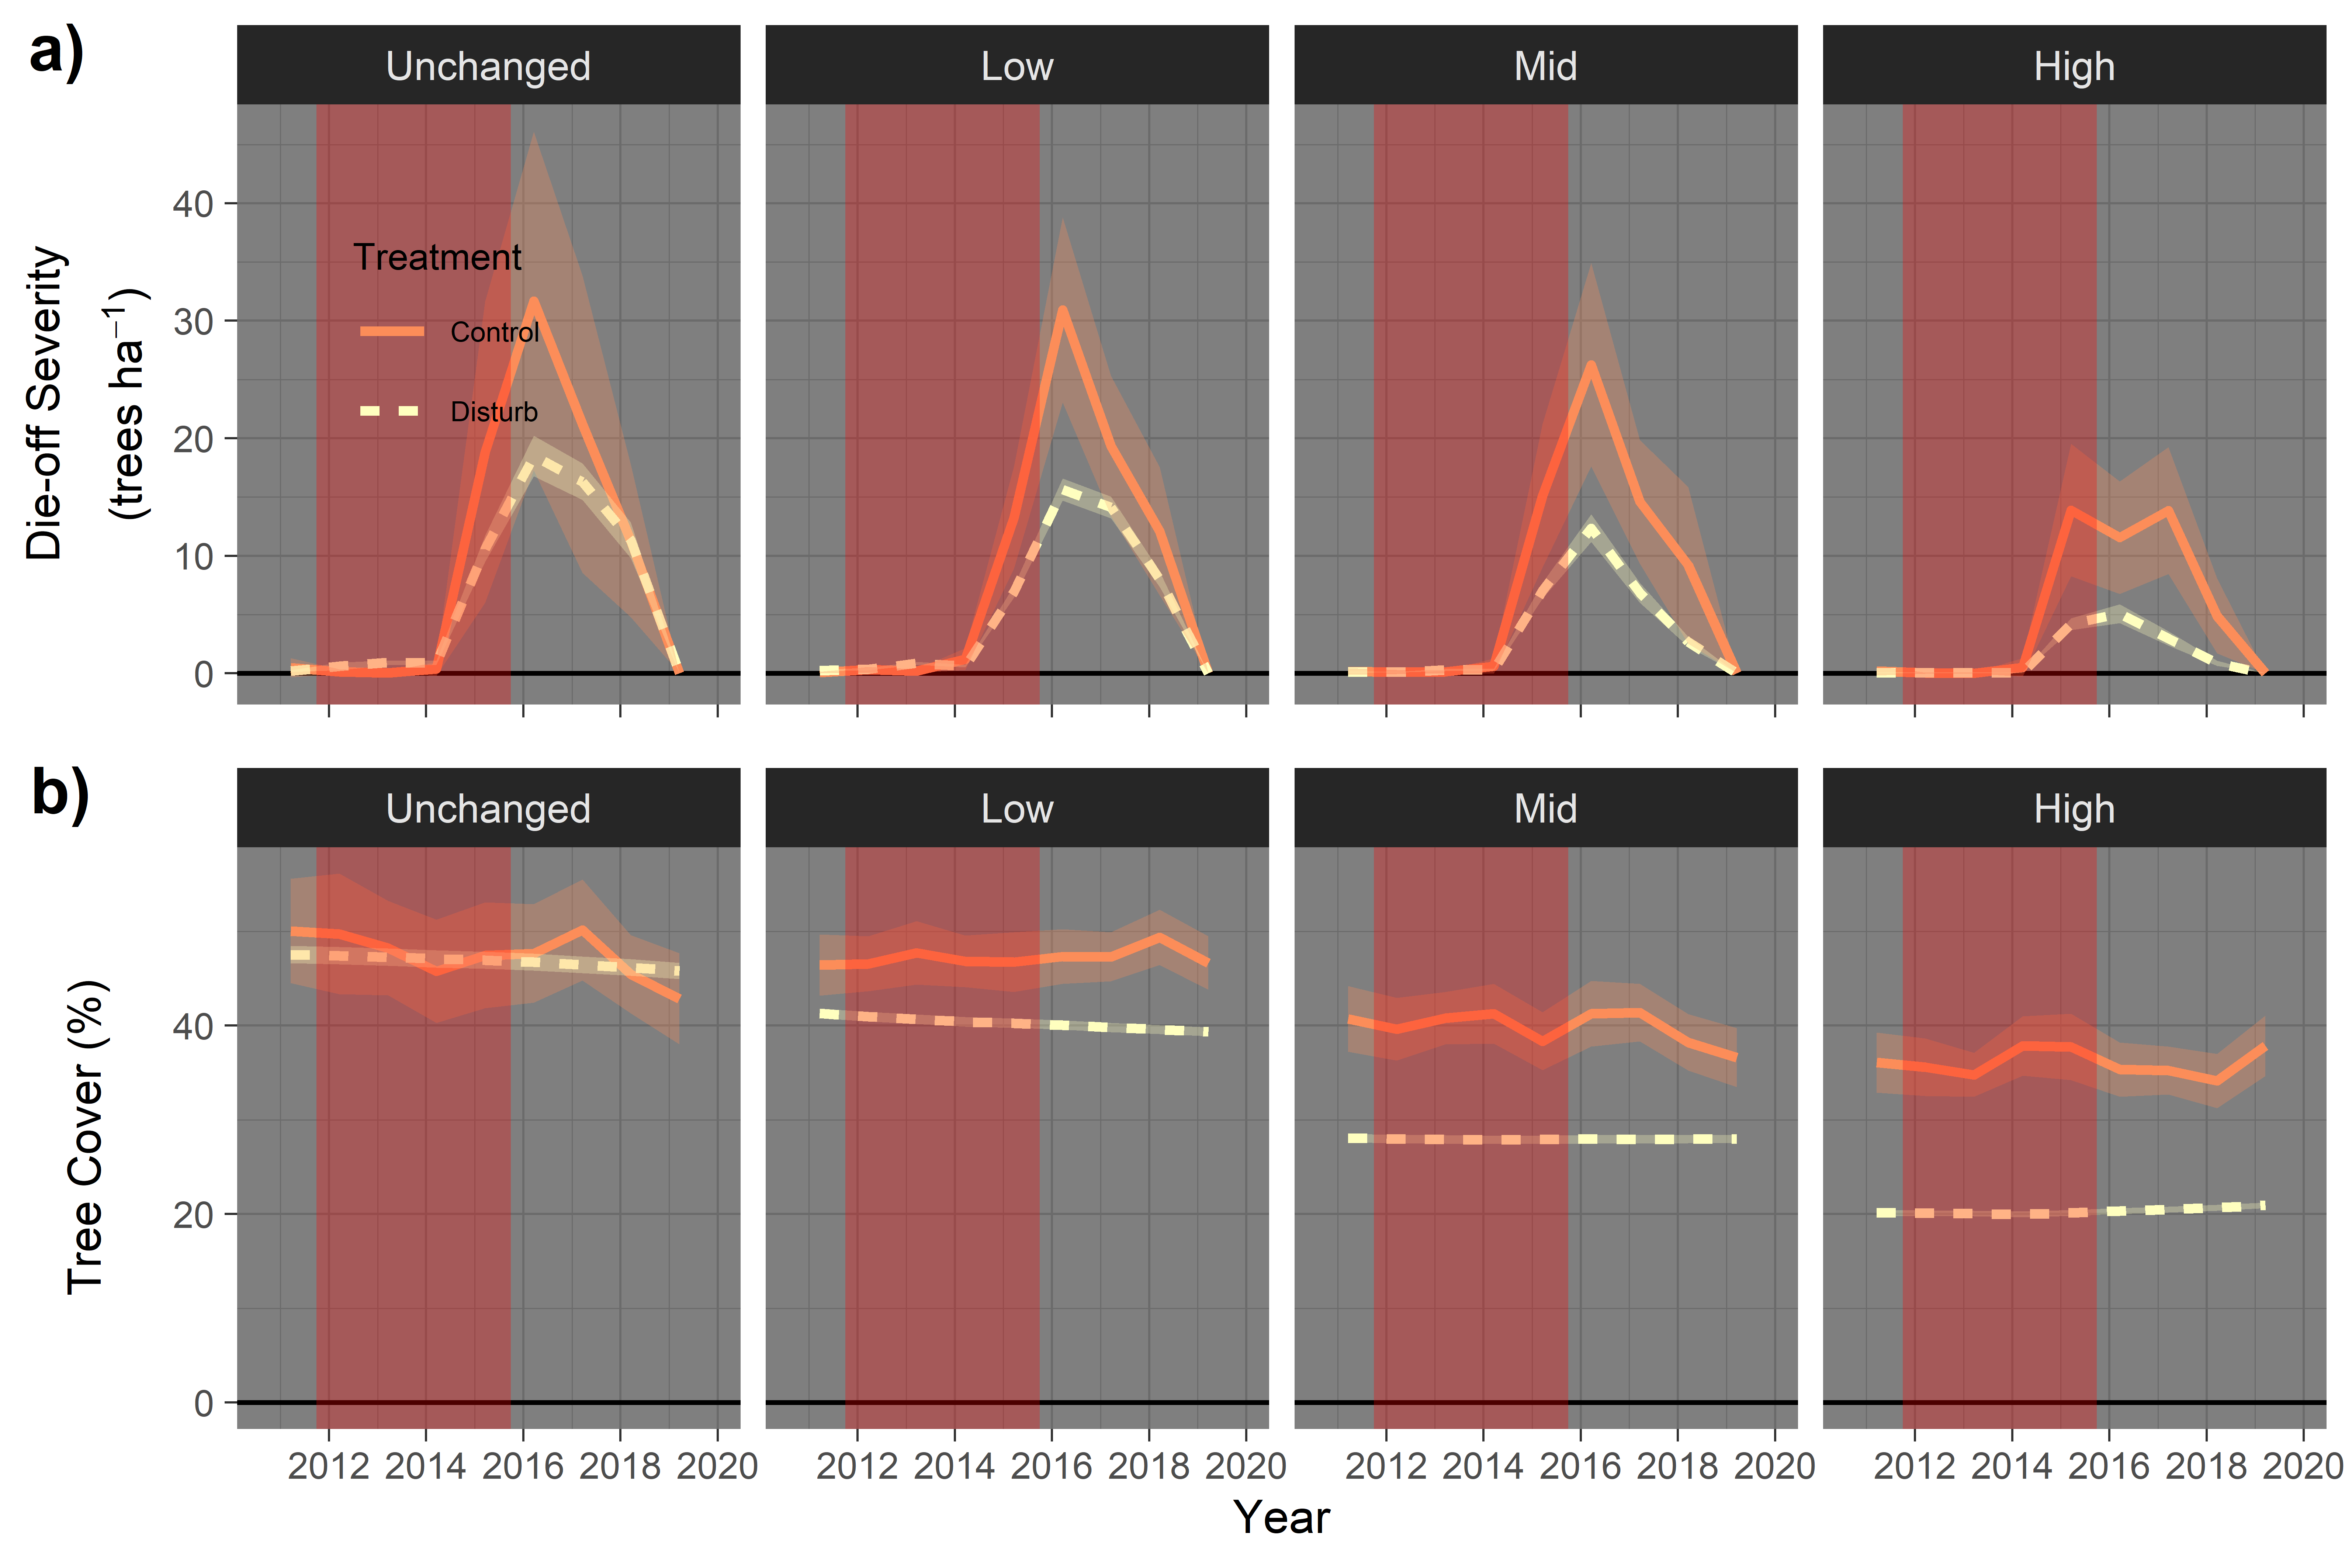 a)
Unchanged Low Mid High
Die-off Severity
(trees ha⁻¹)
40
30
20
10
0
Treatment
Control
Disturb
b)
Unchanged Low Mid High
Tree Cover (%)
40
20
0
2012 2014 2016 2018 2020 2012 2014 2016 2018 2020 2012 2014 2016 2018 2020 2012 2014 2016 2018 2020
Year